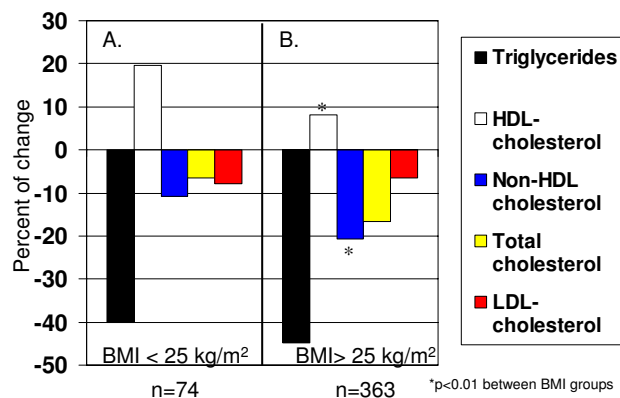 30
20
10
0
-10
-20
-30
-40
-50
Percent of change
A.
B.
*
*
BMI < 25 kg/m²
BMI> 25 kg/m²
n=74
n=363
*p<0.01 between BMI groups
Triglycerides
HDL-
cholesterol
Non-HDL
cholesterol
Total
cholesterol
LDL-
cholesterol